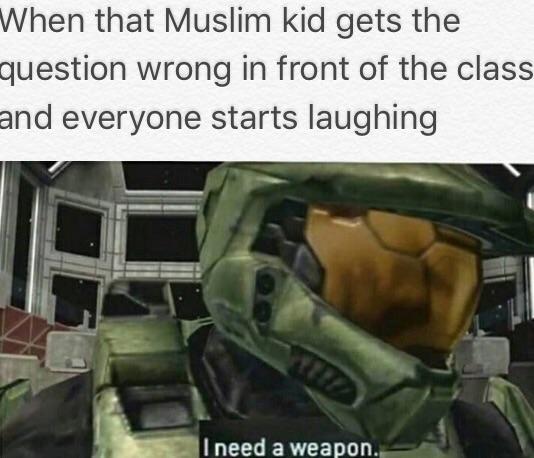 When that Muslim kid gets the
question wrong in front of the class
and everyone starts laughing
I need a weapon.